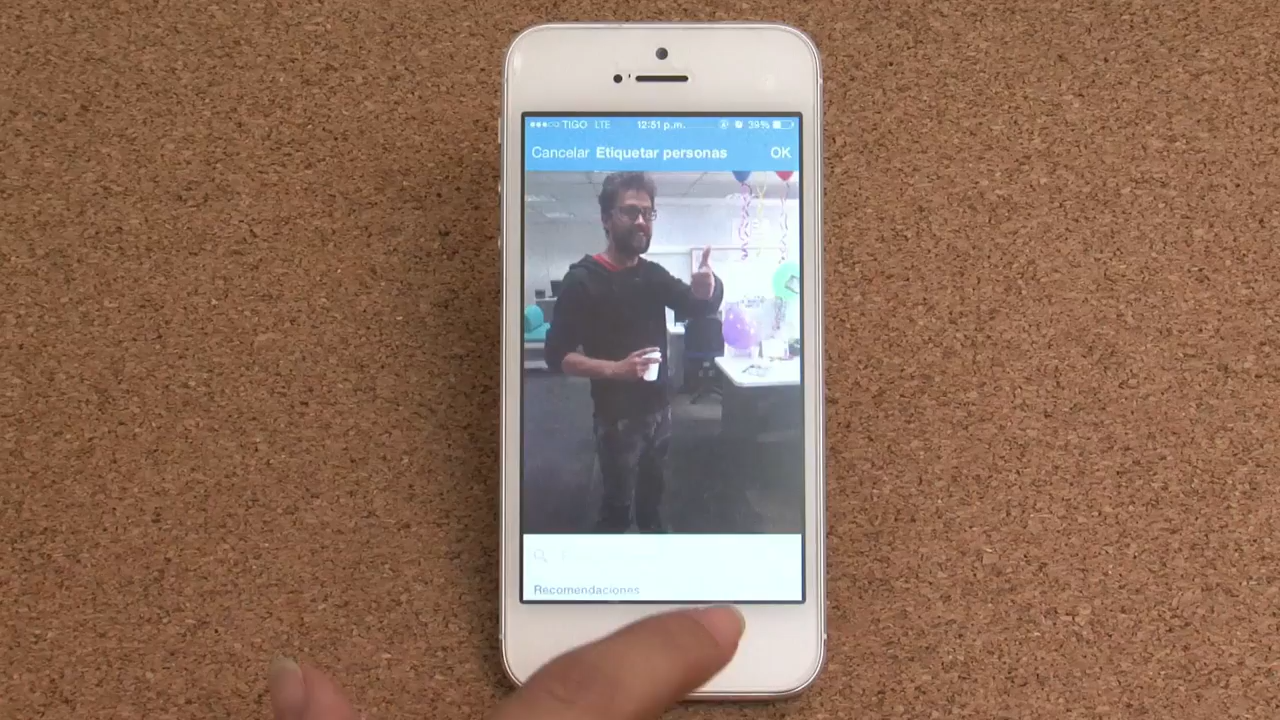 TIGO LTE 12:51 p.m. 39%
Cancelar Etiquetar personas OK
Recomendaciones